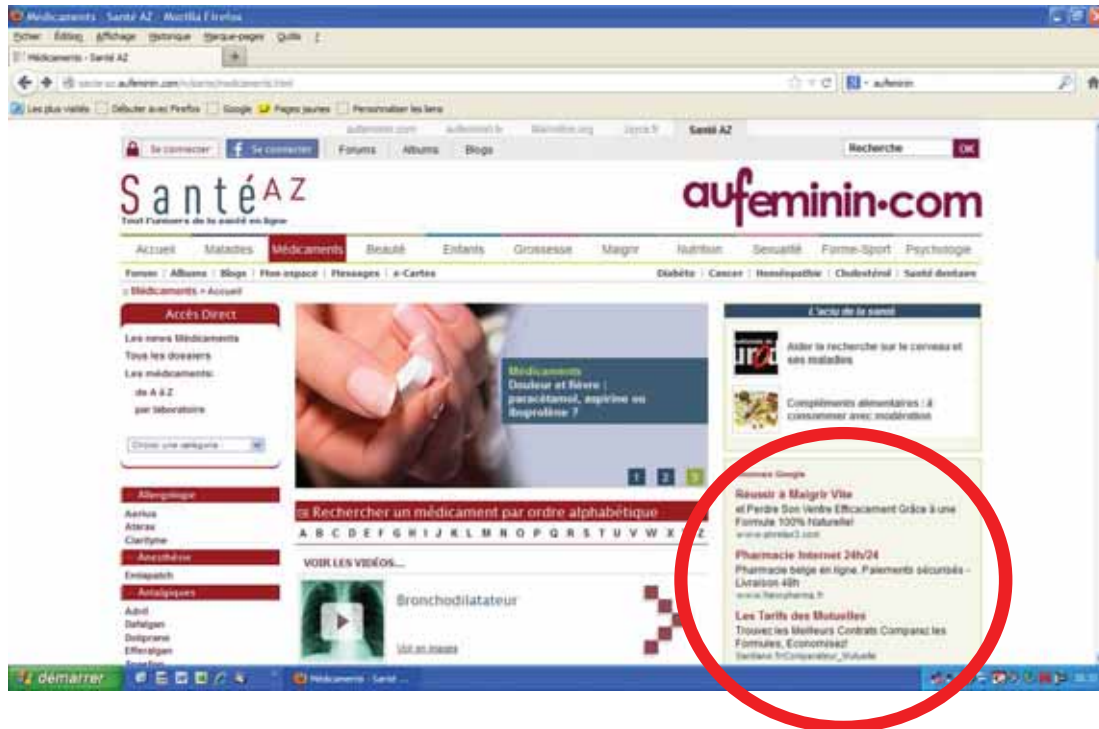 Médicaments - Santé AZ - Mozilla Firefox
Édition Affichage Historique Marque-pages Outils ?
Médicaments - Santé AZ
aufeminin
Les plus visités Débuter avec Firefox Google Pages jaunes Personnaliser les liens
aufeminin.com Santé AZ
Se connecter Se connecter Forums Albums Blogs Recherche OK
Santé AZ
Tout l'univers de la santé en ligne
aufeminin.com
Accueil Maladies Médicaments Beauté Enfants Grossesse Maigrir Nutrition Sexualité Forme-Sport Psychologie
Forum Albums Blogs Mon espace Messages e-Cartes Diabète Cancer Homéopathie Cholestérol Santé dentaire
Médicaments > Accueil
Accès Direct
Les news Médicaments
Tous les dossiers
Les médicaments:
de A à Z
par laboratoire
Choisir une catégorie
Allergologie
Aerius
Atarax
Clarityne
Anesthésie
Emlapatch
Antalgiques
Advil
Dafalgan
Doliprane
Efferalgan
Médicaments
Douleur et fièvre :
paracétamol, aspirine ou
ibuprofène ?
1 2 3
Rechercher un médicament par ordre alphabétique
A B C D E F G H I J K L M N O P Q R S T U V W X Z
VOIR LES VIDÉOS...
Bronchodilatateur
Voir en images
L'actu de la santé
Aider la recherche sur le cerveau et
ses maladies
Compléments alimentaires : à
consommer avec modération
Annonces Google
Réussir à Maigrir Vite
et Perdre Son Ventre Efficacement Grâce à une
Formule 100% Naturelle!
Pharmacie Internet 24h/24
Pharmacie belge en ligne. Paiements sécurisés -
Livraison 48h
www.newpharma.fr
Les Tarifs des Mutuelles
Trouvez les Meilleurs Contrats Comparez les
Formules, Economisez!
Santiane.fr/Comparateur_Mutuelle
démarrer Médicaments - Santé ...